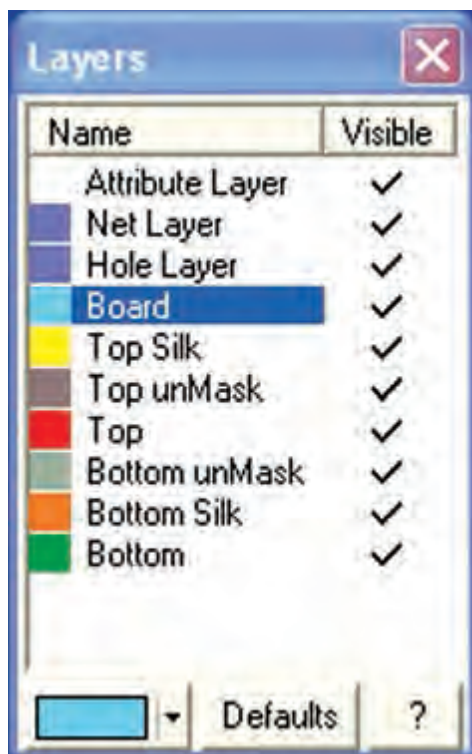 Layers
Name Visible
Attribute Layer
Net Layer
Hole Layer
Board
Top Silk
Top unMask
Top
Bottom unMask
Bottom Silk
Bottom
Defaults ?